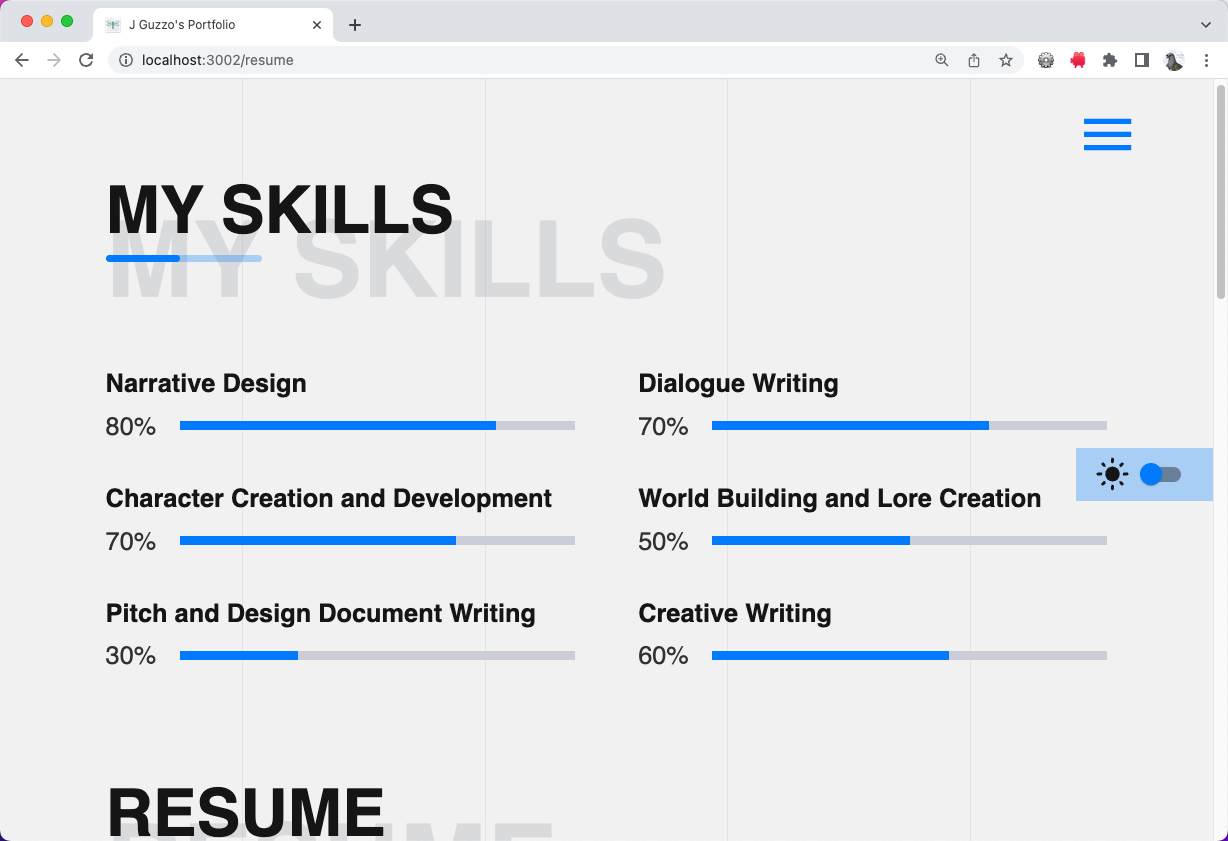 J Guzzo's Portfolio
localhost:3002/resume
MY SKILLS
MY SKILLS
Narrative Design
80%
Dialogue Writing
70%
Character Creation and Development
70%
World Building and Lore Creation
50%
Pitch and Design Document Writing
30%
Creative Writing
60%
RESUME
RESUME